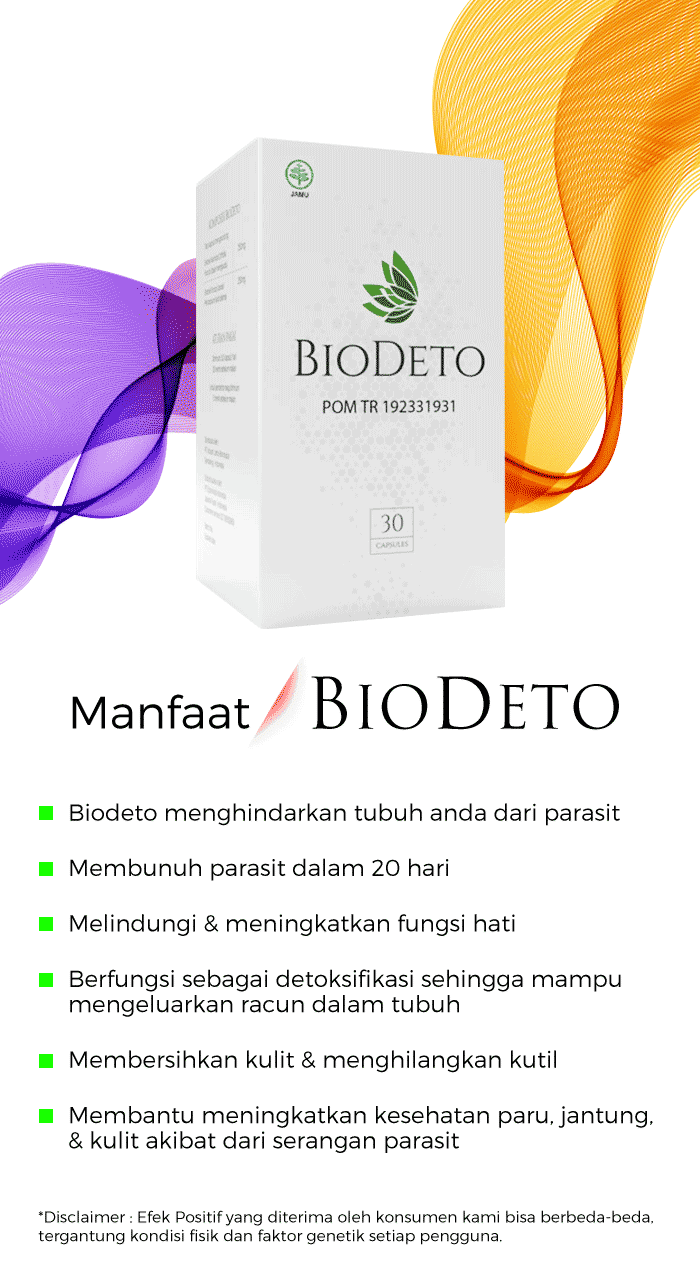 JAMU
BIODETO
POM TR 192331931
30
CAPSULES
Manfaat BIODETO
Biodeto menghindarkan tubuh anda dari parasit
Membunuh parasit dalam 20 hari
Melindungi & meningkatkan fungsi hati
Berfungsi sebagai detoksifikasi sehingga mampu
mengeluarkan racun dalam tubuh
Membersihkan kulit & menghilangkan kutil
Membantu meningkatkan kesehatan paru, jantung,
& kulit akibat dari serangan parasit
*Disclaimer : Efek Positif yang diterima oleh konsumen kami bisa berbeda-beda,
tergantung kondisi fisik dan faktor genetik setiap pengguna.